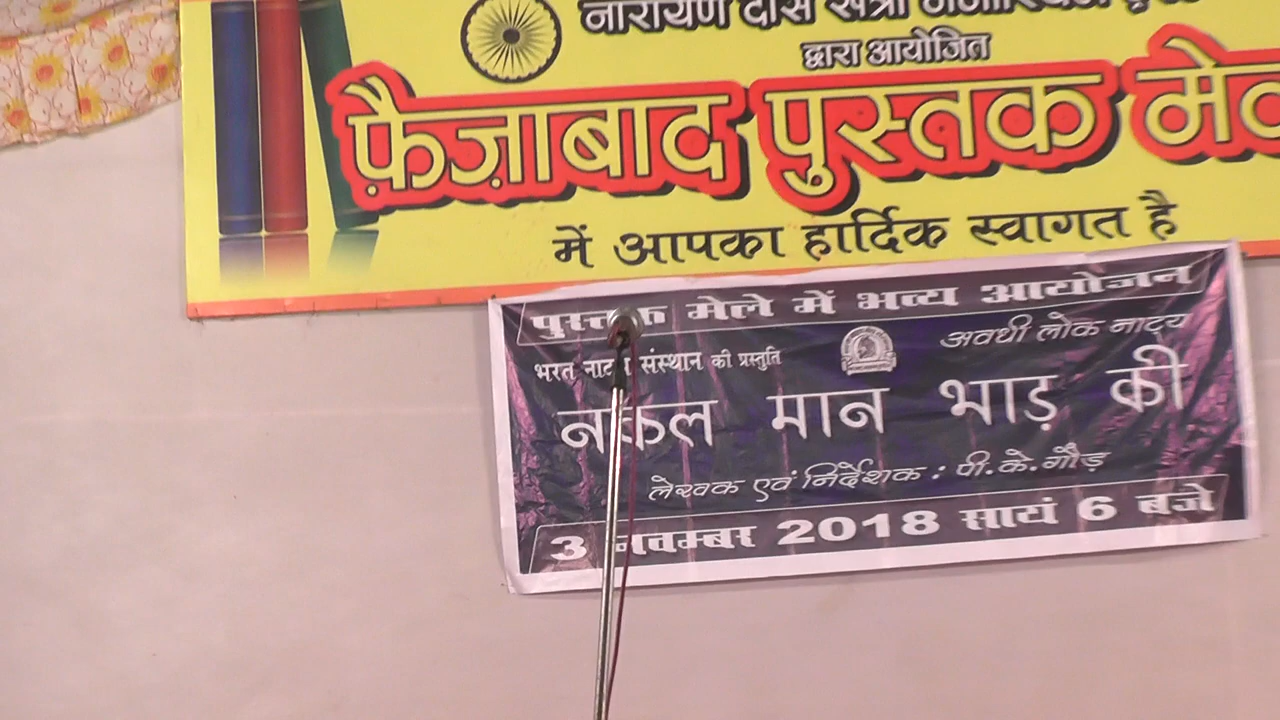 नारायण दास खत्री मेमोरियल
द्वारा आयोजित
फ़ैज़ाबाद पुस्तक मेल
में आपका हार्दिक स्वागत है
पुस्तक मेले में भव्य आयोजन
अवधी लोक नाट्य
भरत नाट्य संस्थान की प्रस्तुति
नकल मान भाड़ की
लेखक एवं निर्देशक : पी.के.गौड़
3 नवम्बर 2018 सायं 6 बजे